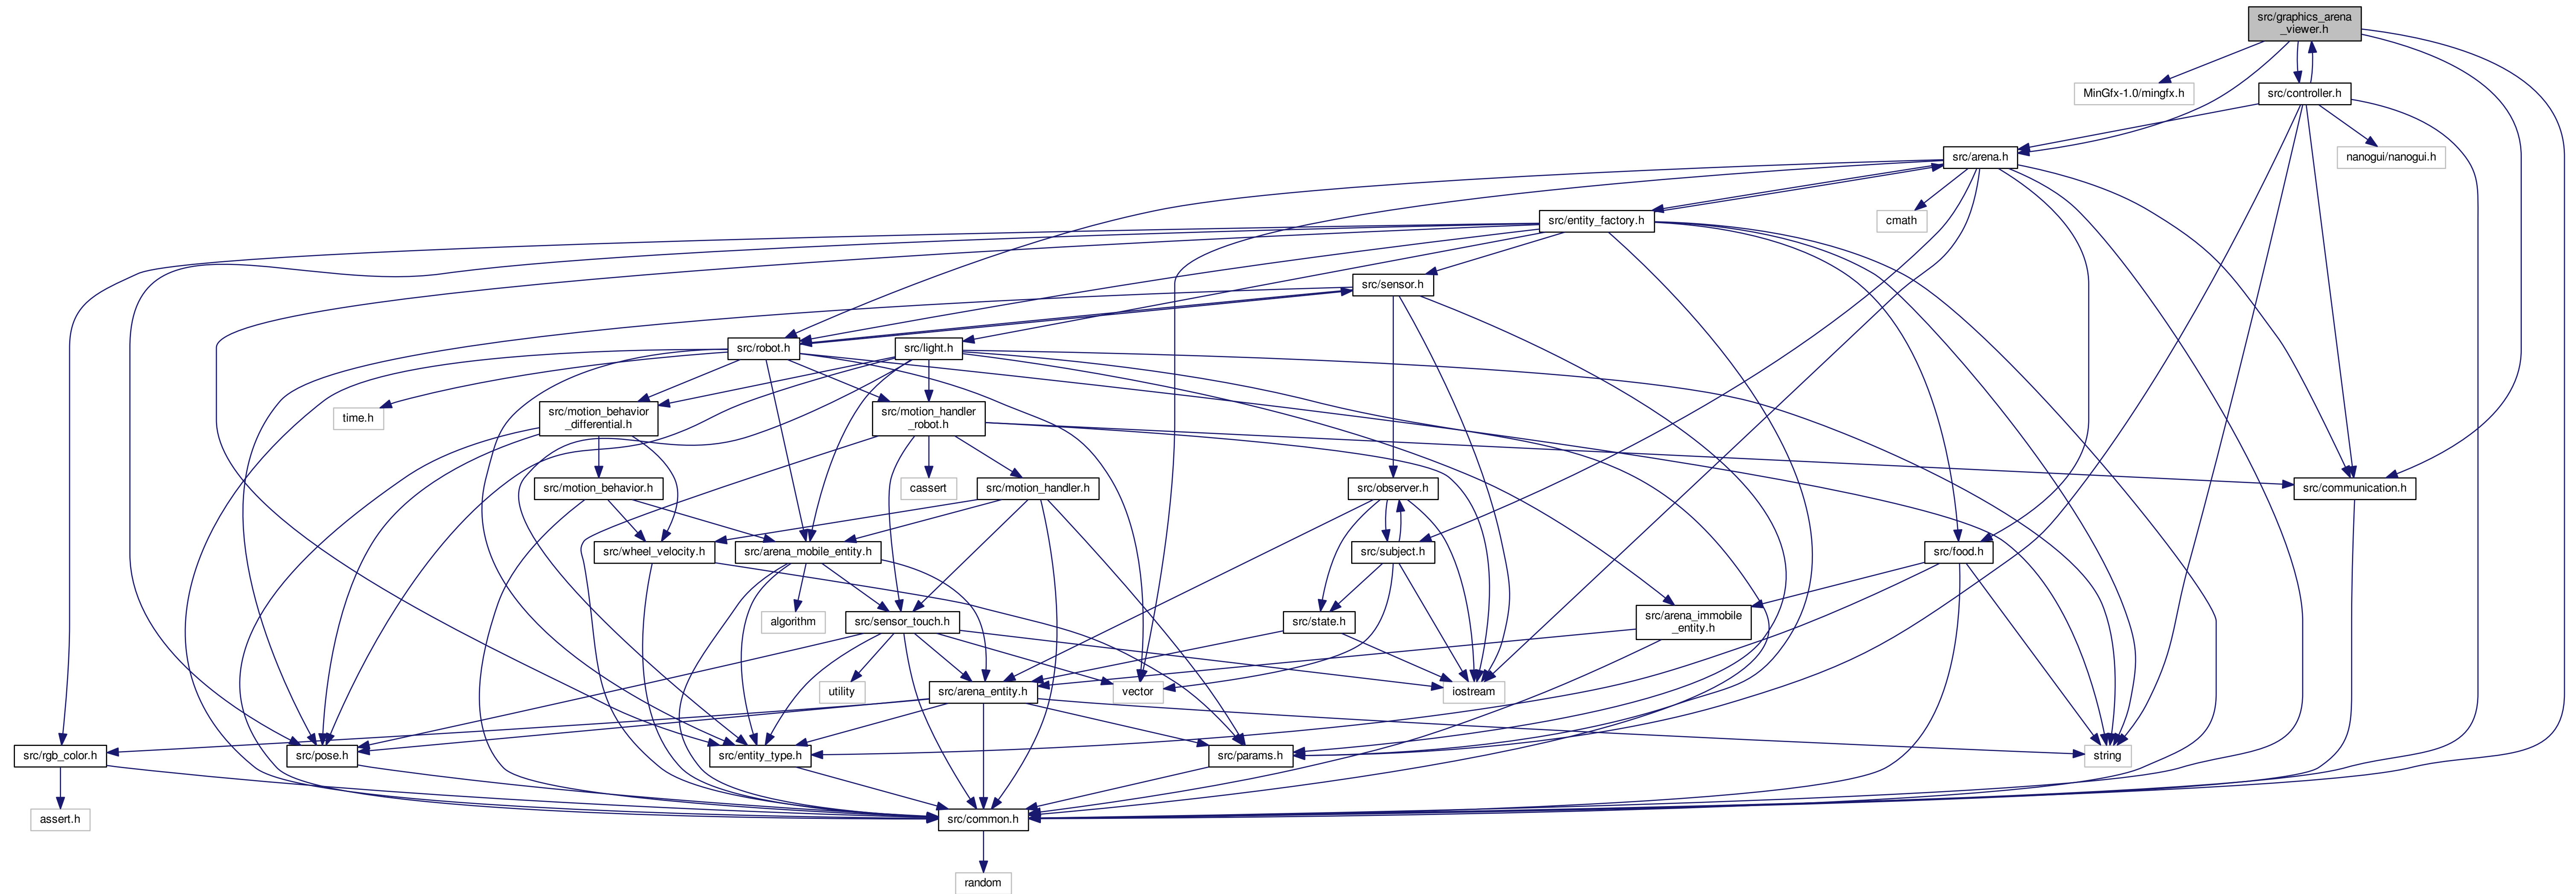 src/graphics_arena
_viewer.h
MinGfx-1.0/mingfx.h
src/controller.h
src/arena.h
nanogui/nanogui.h
cmath
src/entity_factory.h
src/sensor.h
src/robot.h
src/light.h
time.h
src/motion_behavior
_differential.h
src/motion_handler
_robot.h
src/motion_behavior.h
cassert
src/motion_handler.h
src/observer.h
src/communication.h
src/wheel_velocity.h
src/arena_mobile_entity.h
src/subject.h
src/food.h
algorithm
src/sensor_touch.h
src/state.h
src/arena_immobile
_entity.h
utility
src/arena_entity.h
vector
iostream
src/rgb_color.h
src/pose.h
src/entity_type.h
src/params.h
string
assert.h
src/common.h
random